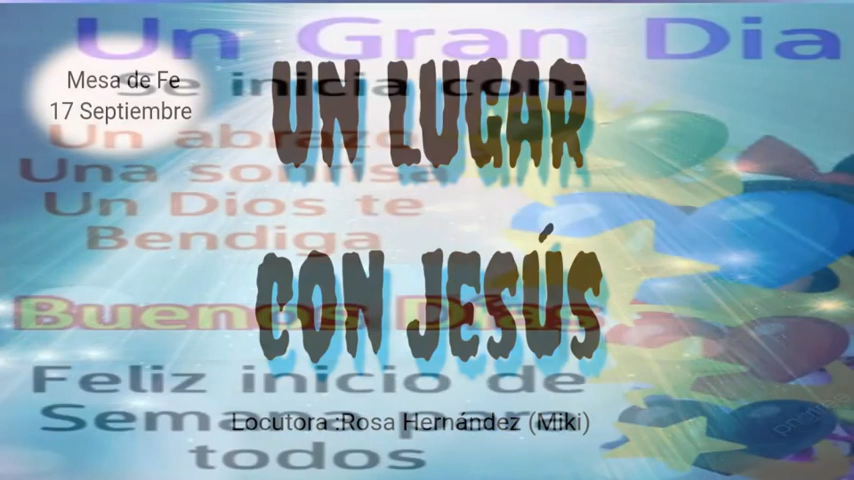 Un Gran Dia
Mesa de Fe
17 Septiembre
Se inicia con:
UN LUGAR
Un abrazo
Una sonrisa
Un Dios te
Bendiga
CON JESÚS
Buenos Días
Feliz inicio de
Semana para
todos
Locutora :Rosa Hernández (Miki)